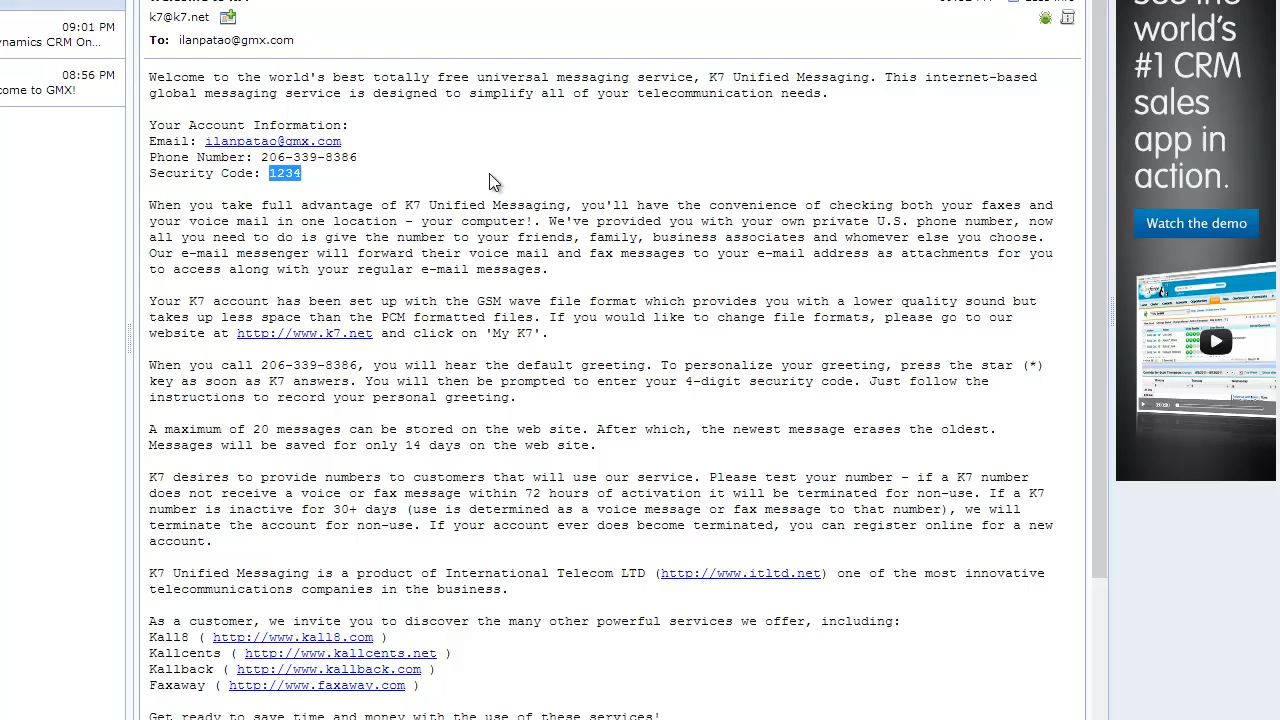 09:01 PM
ynamics CRM On...
08:56 PM
come to GMX!
k7@k7.net
To: ilanpatao@gmx.com
Welcome to the world's best totally free universal messaging service, K7 Unified Messaging. This internet-based
global messaging service is designed to simplify all of your telecommunication needs.
Your Account Information:
Email: ilanpatao@gmx.com
Phone Number: 206-339-8386
Security Code: 1234
When you take full advantage of K7 Unified Messaging, you'll have the convenience of checking both your faxes and
your voice mail in one location - your computer!. We've provided you with your own private U.S. phone number, now
all you need to do is give the number to your friends, family, business associates and whomever else you choose.
Our e-mail messenger will forward their voice mail and fax messages to your e-mail address as attachments for you
to access along with your regular e-mail messages.
Your K7 account has been set up with a GSM wave file format which provides you with a lower quality sound but
takes up less space then the PCM format wave file. If you would like to change file formats, please go to our
website at http://www.k7.net and click 'My K7'.
When you call 206-339-8386, you will hear the default greeting. To personalize your greeting, press the star (*)
key as soon as K7 answers. You will then be prompted to enter your 4-digit security code. Just follow the
instructions to record your personal greeting.
A maximum of 20 messages can be stored on the web site. After which, the newest message erases the oldest.
Messages will be saved for only 14 days on the web site.
K7 desires to provide numbers to customers that will use our service. Please test your number - if a K7 number
does not receive a voice or fax message within 72 hours of activation it will be terminated for non-use. If a K7
number is inactive for 30+ days (use is determined as a voice message or fax message to that number), we will
terminate the account for non-use. If your account ever does become terminated, you can register online for a new
account.
K7 Unified Messaging is a product of International Telecom LTD (http://www.itltd.net) one of the most innovative
telecommunications companies in the business.
As a customer, we invite you to discover the many other powerful services we offer, including:
Kall8 ( http://www.kall8.com )
Kallcents ( http://www.kallcents.net )
Kallback ( http://www.kallback.com )
Faxaway ( http://www.faxaway.com )
Get ready to save time and money with the use of these services!
see the
world's
#1 CRM
sales
app in
action.
Watch the demo